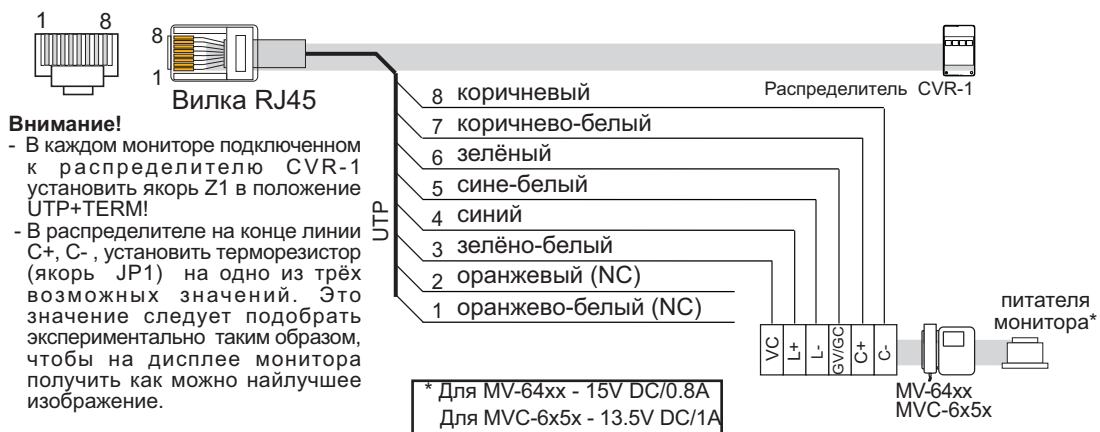 1 8
8
1
Вилка RJ45
Распределитель CVR-1
Внимание!
- В каждом мониторе подключенном
к распределителю CVR-1
установить якорь Z1 в положение
UTP+TERM!
- В распределителе на конце линии
C+, C- , установить терморезистор
(якорь JP1) на одно из трёх
возможных значений. Это
значение следует подобрать
экспериментально таким образом,
чтобы на дисплее монитора
получить как можно найлучшее
изображение.
UTP
8 коричневый
7 коричнево-белый
6 зелёный
5 сине-белый
4 синий
3 зелёно-белый
2 оранжевый (NC)
1 оранжево-белый (NC)
VC
L+
L-
GV/GC
C+
C-
питателя
монитора*
MV-64xx
MVC-6x5x
* Для MV-64xx - 15V DC/0.8A
Для MVC-6x5x - 13.5V DC/1A